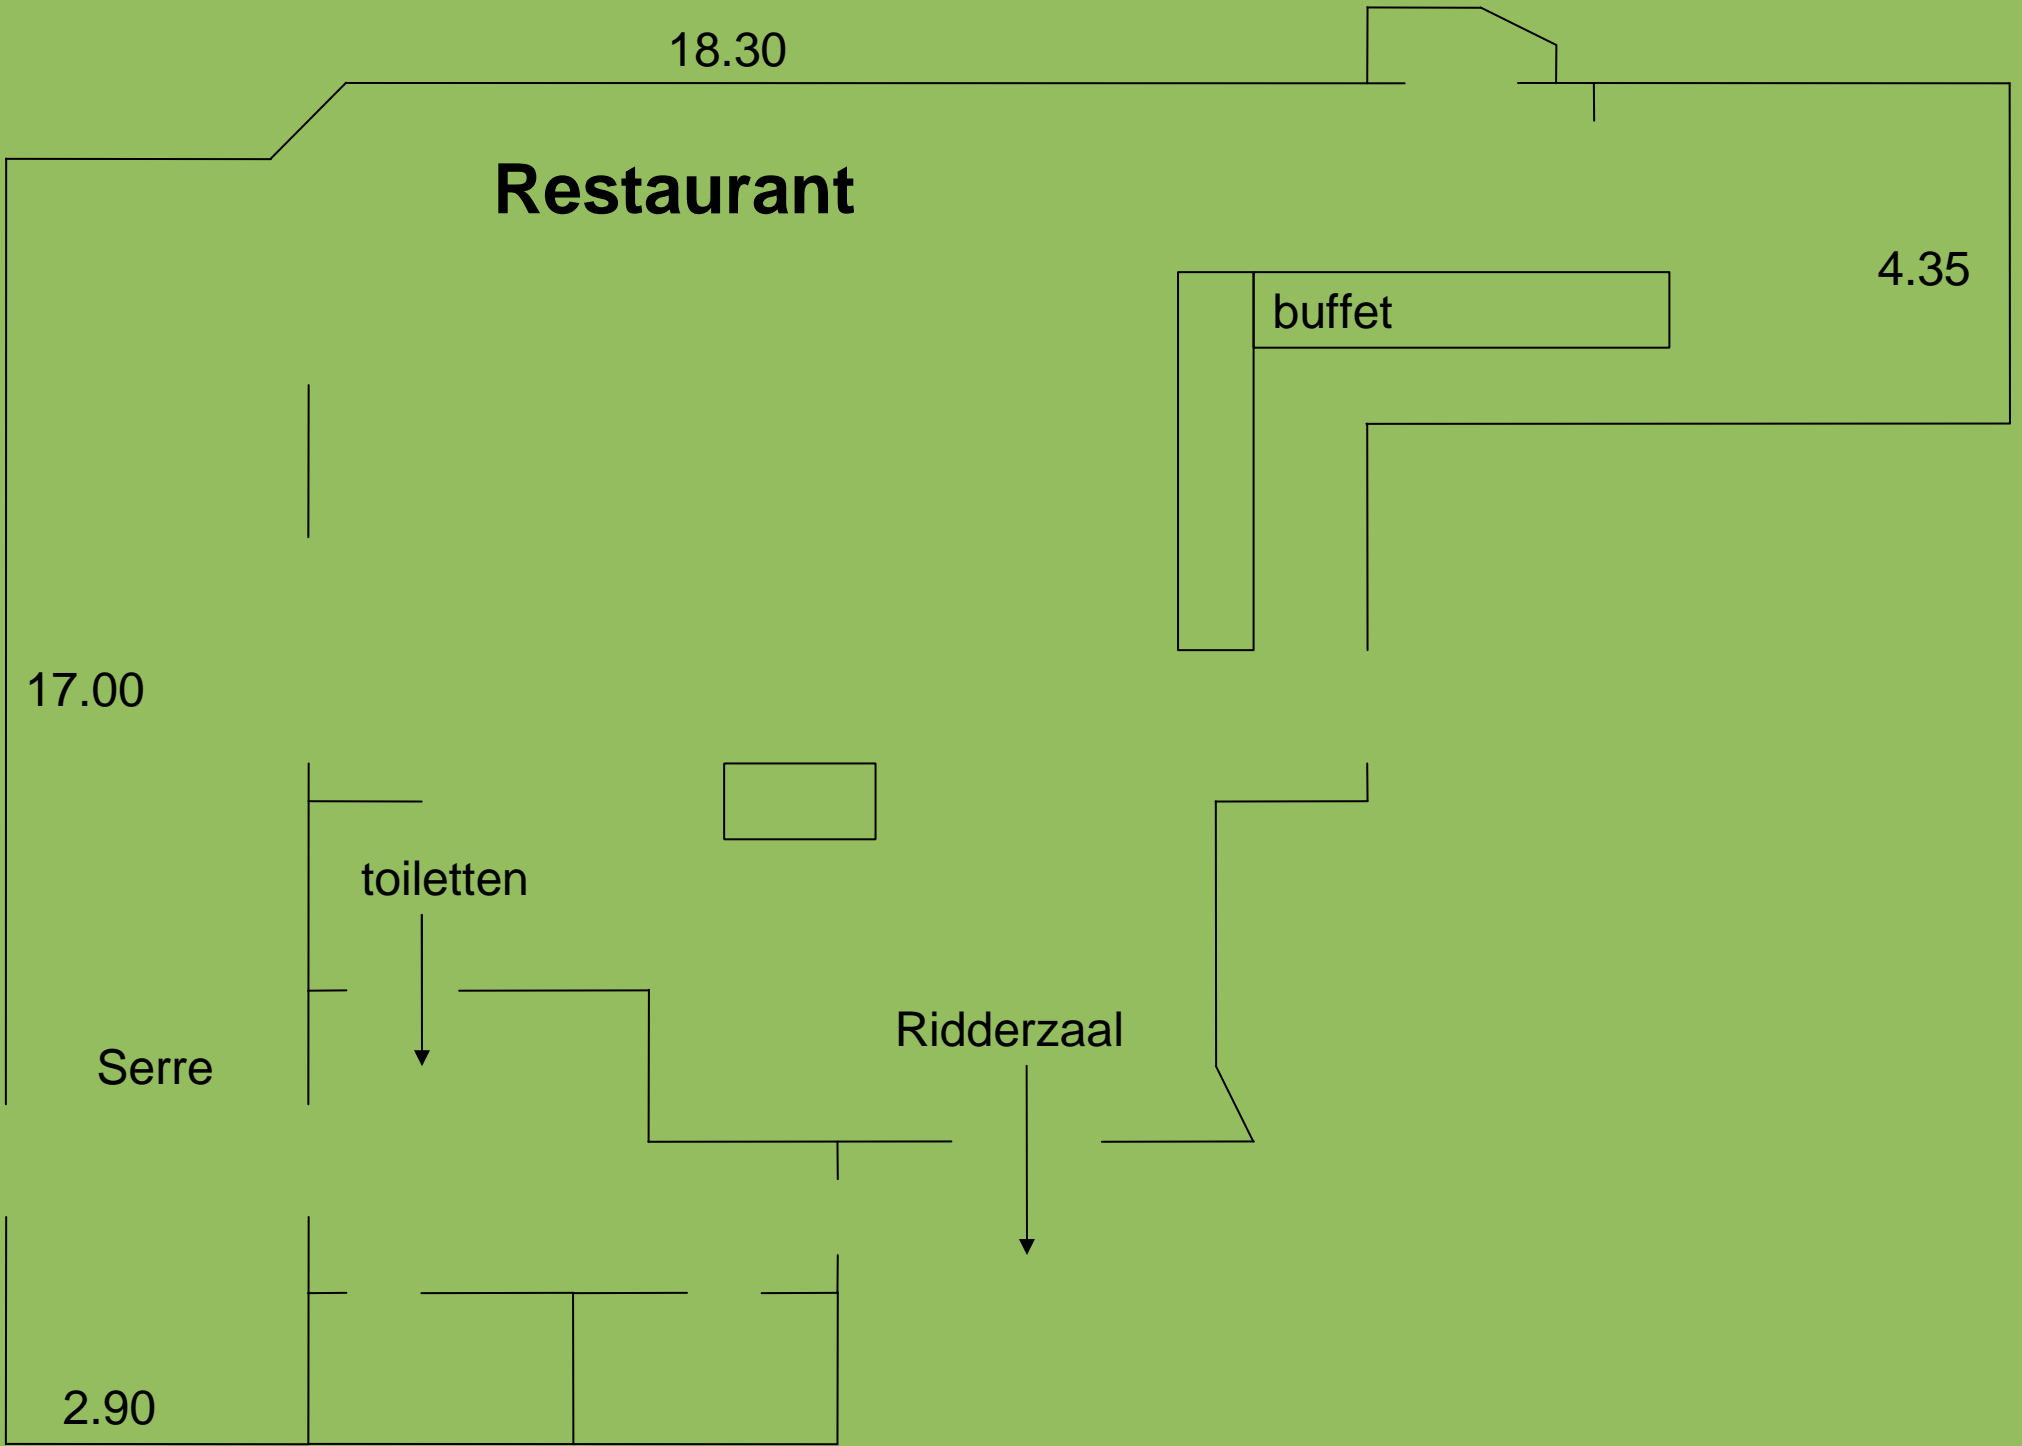 18.30
Restaurant
4.35
buffet
17.00
toiletten
Ridderzaal
Serre
2.90